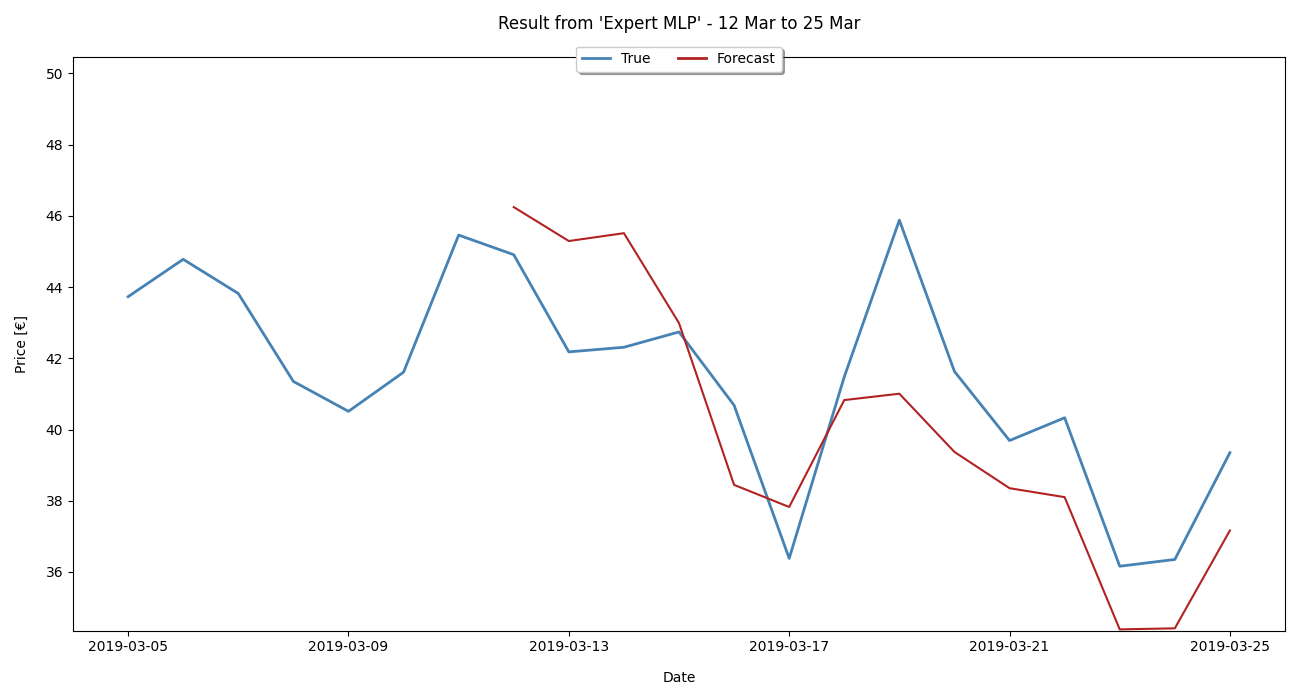 Result from 'Expert MLP' - 12 Mar to 25 Mar
True Forecast
50
48
46
44
42
40
38
36
Price [€]
2019-03-05 2019-03-09 2019-03-13 2019-03-17 2019-03-21 2019-03-25
Date